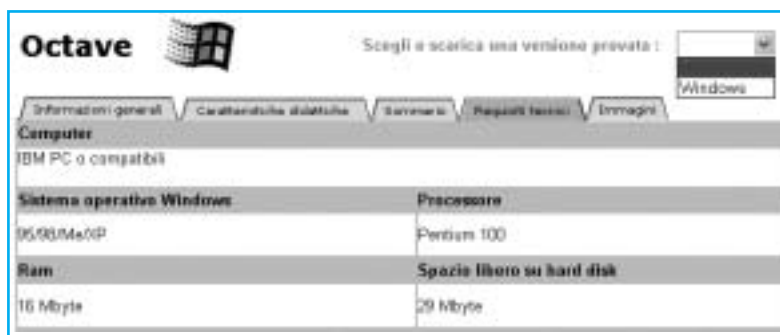 Octave
Scegli e scarica una versione provata :
Windows
Informazioni generali
Caratteristiche didattiche
Sommario
Requisiti tecnici
Immagini
Computer
IBM PC o compatibili
Sistema operativo Windows
Processore
95/98/Me/XP
Pentium 100
Ram
Spazio libero su hard disk
16 Mbyte
29 Mbyte